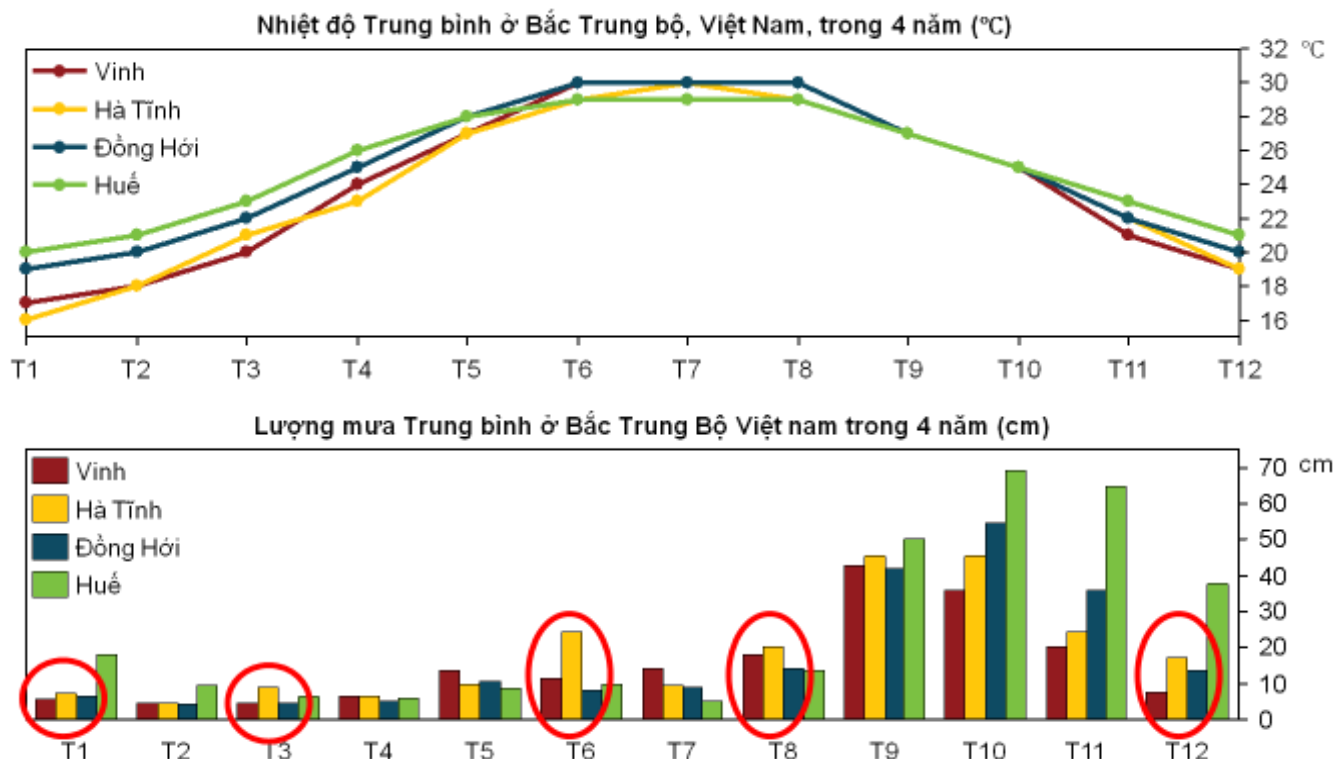 Nhiệt độ Trung bình ở Bắc Trung bộ, Việt Nam, trong 4 năm (°C)
Vinh
Hà Tĩnh
Đồng Hới
Huế
32 °C
30
28
26
24
22
20
18
16
T1 T2 T3 T4 T5 T6 T7 T8 T9 T10 T11 T12
Lượng mưa Trung bình ở Bắc Trung Bộ Việt nam trong 4 năm (cm)
Vinh
Hà Tĩnh
Đồng Hới
Huế
70 cm
60
50
40
30
20
10
0
T1 T2 T3 T4 T5 T6 T7 T8 T9 T10 T11 T12